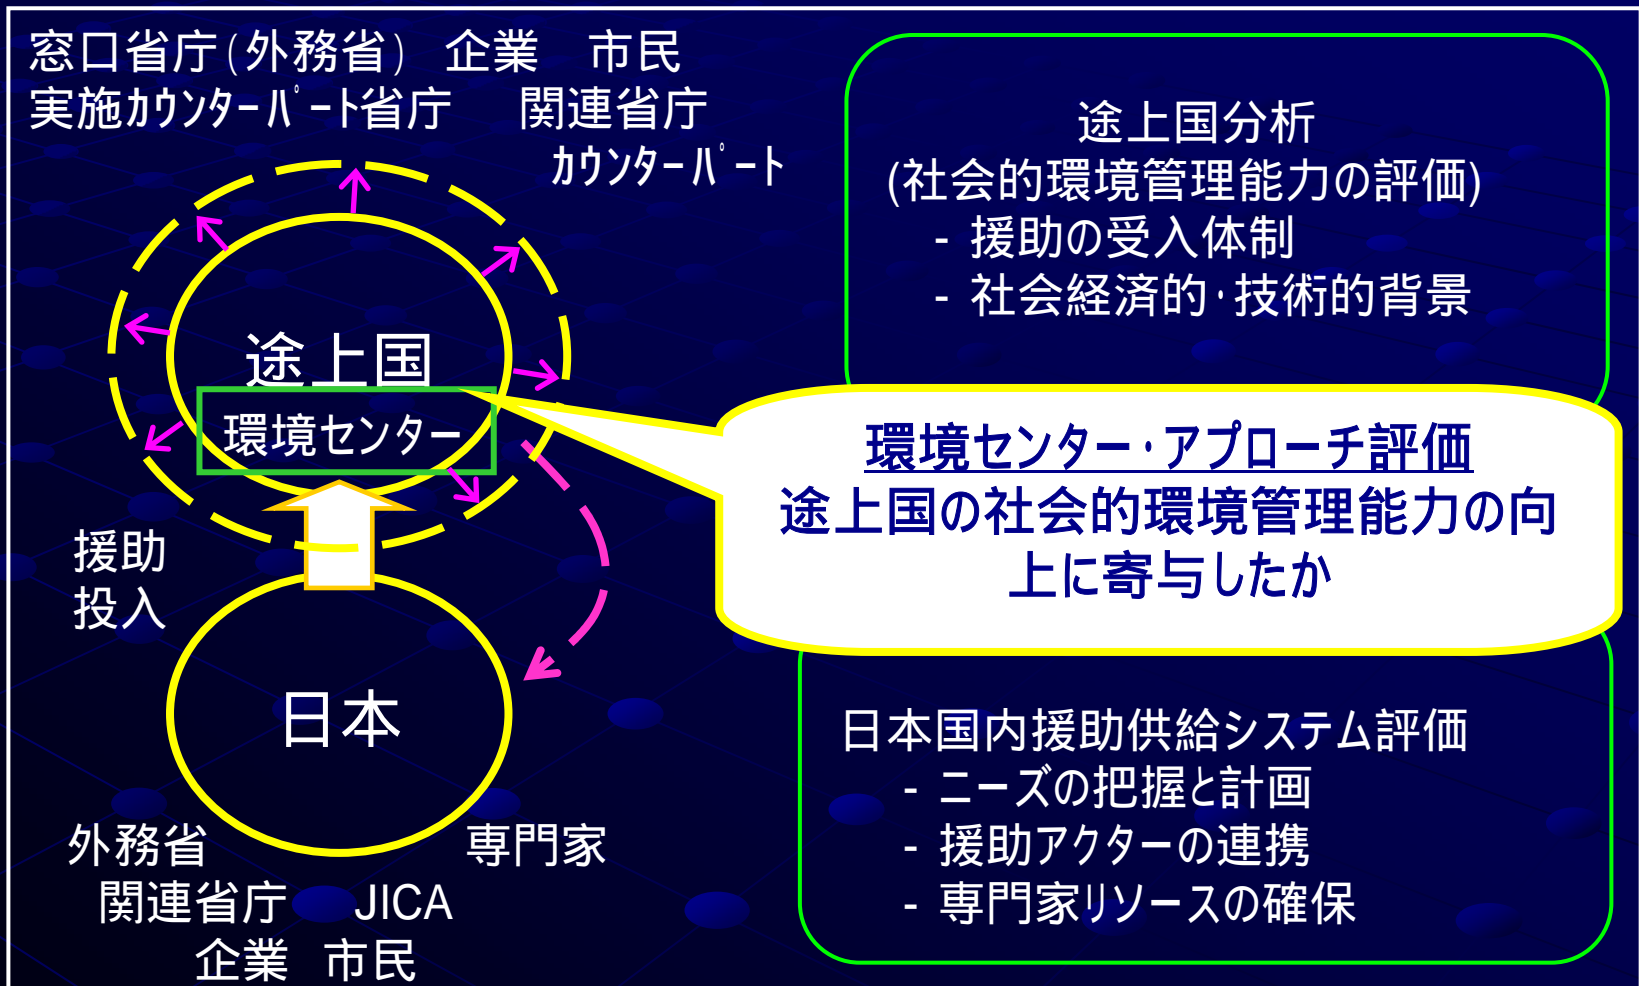 窓口省庁(外務省) 企業 市民
実施カウンターパート省庁 関連省庁
カウンターパート
途上国
環境センター
援助
投入
日本
外務省 専門家
関連省庁 JICA
企業 市民
途上国分析
(社会的環境管理能力の評価)
- 援助の受入体制
- 社会経済的・技術的背景
環境センター・アプローチ評価
途上国の社会的環境管理能力の向
上に寄与したか
日本国内援助供給システム評価
- ニーズの把握と計画
- 援助アクターの連携
- 専門家リソースの確保